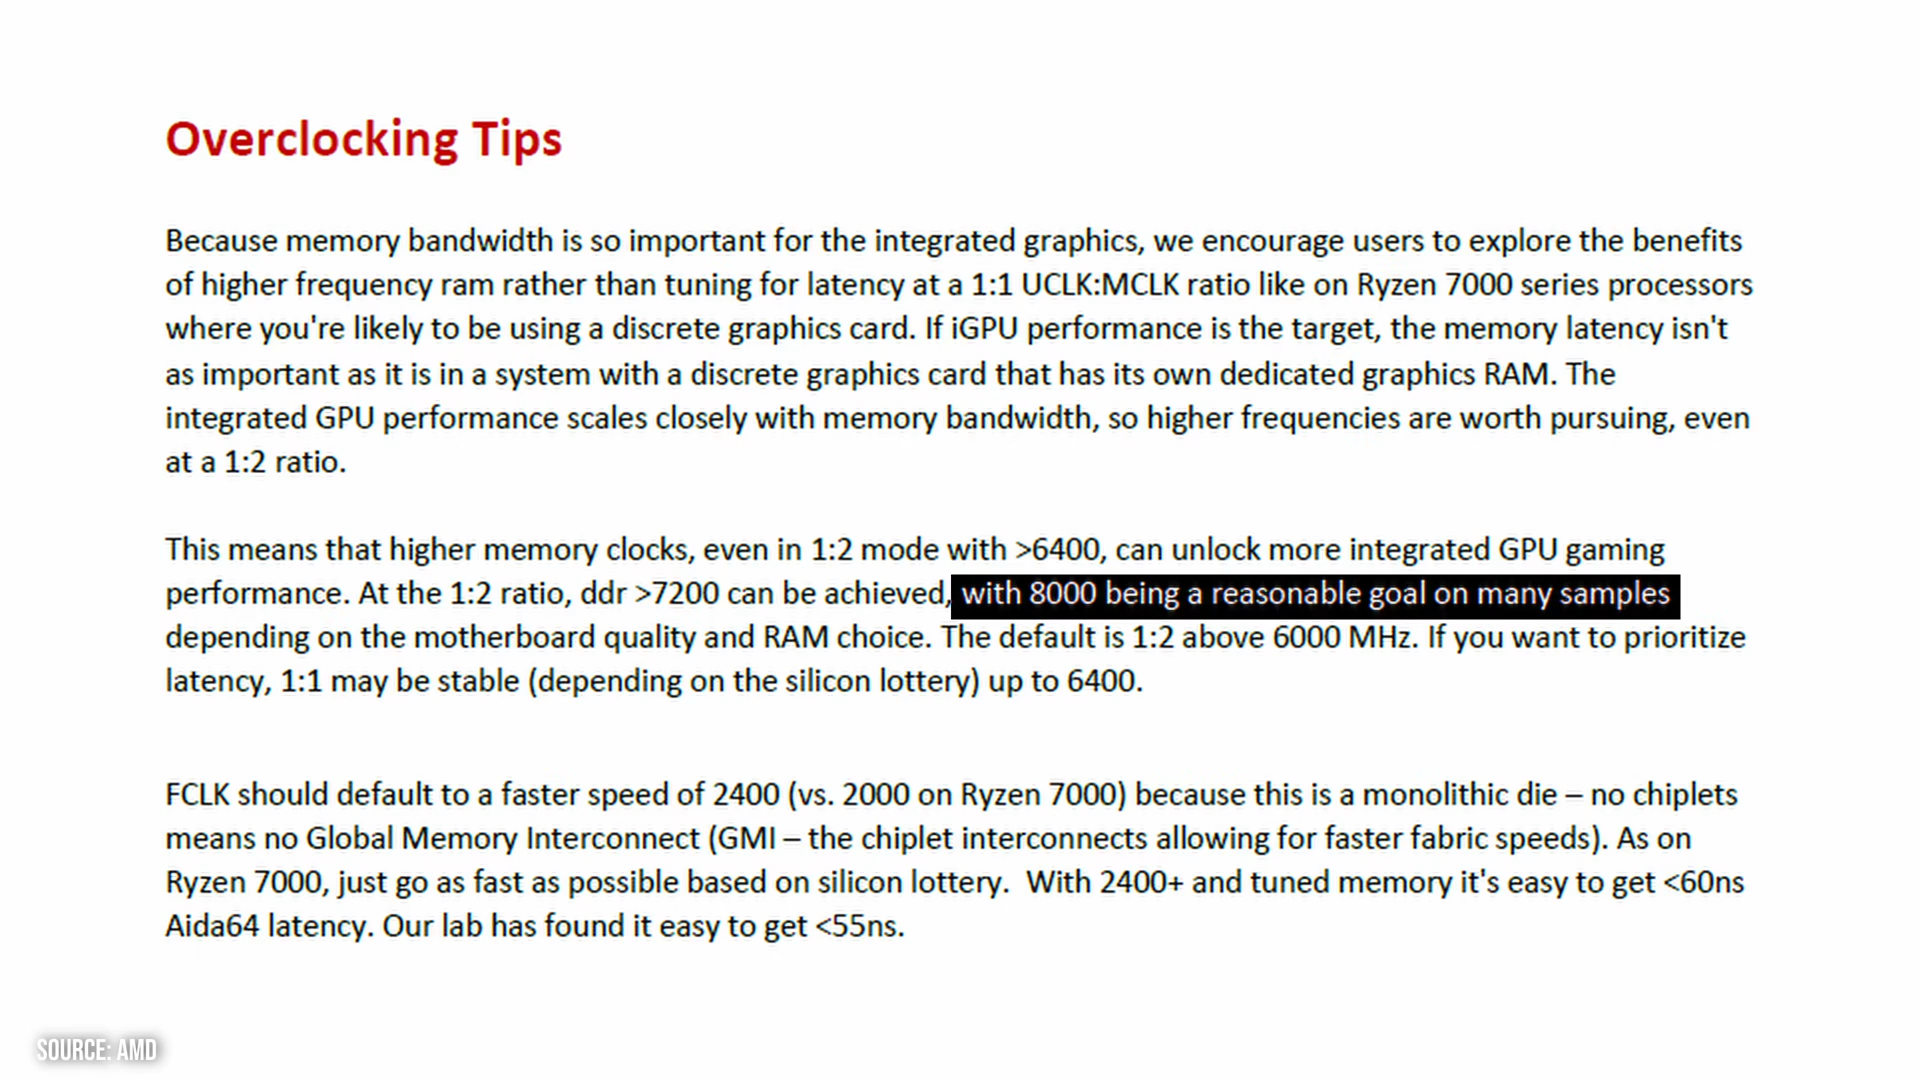 Overclocking Tips
Because memory bandwidth is so important for the integrated graphics, we encourage users to explore the benefits
of higher frequency ram rather than tuning for latency at a 1:1 UCLK:MCLK ratio like on Ryzen 7000 series processors
where you're likely to be using a discrete graphics card. If iGPU performance is the target, the memory latency isn't
as important as it is in a system with a discrete graphics card that has its own dedicated graphics RAM. The
integrated GPU performance scales closely with memory bandwidth, so higher frequencies are worth pursuing, even
at a 1:2 ratio.
This means that higher memory clocks, even in 1:2 mode with >6400, can unlock more integrated GPU gaming
performance. At the 1:2 ratio, ddr >7200 can be achieved, with 8000 being a reasonable goal on many samples
depending on the motherboard quality and RAM choice. The default is 1:2 above 6000 MHz. If you want to prioritize
latency, 1:1 may be stable (depending on the silicon lottery) up to 6400.
FCLK should default to a faster speed of 2400 (vs. 2000 on Ryzen 7000) because this is a monolithic die – no chiplets
means no Global Memory Interconnect (GMI – the chiplet interconnects allowing for faster fabric speeds). As on
Ryzen 7000, just go as fast as possible based on silicon lottery.  With 2400+ and tuned memory it's easy to get <60ns
Aida64 latency. Our lab has found it easy to get <55ns.
SOURCE: AMD